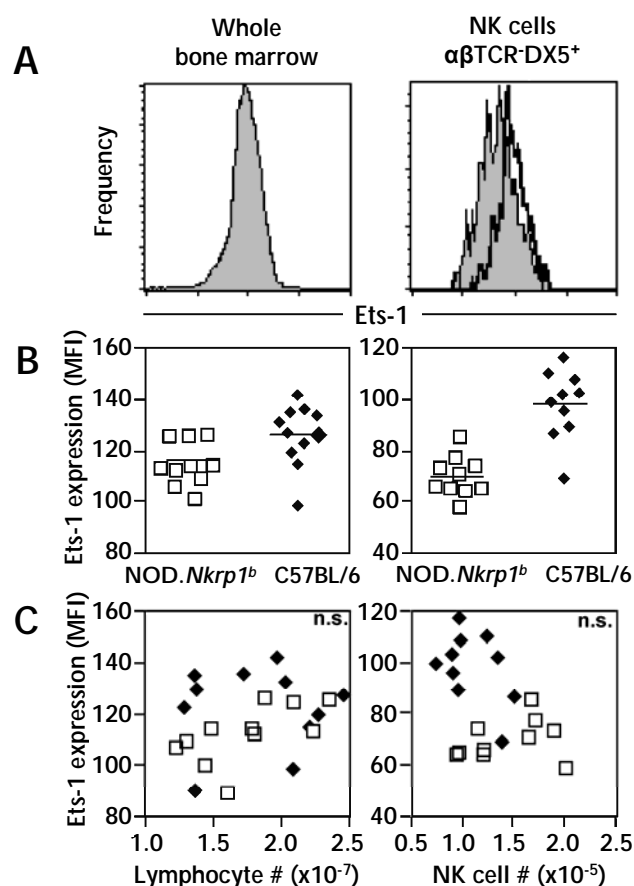 Whole
bone marrow
NK cells
αβTCR-DX5+
A
Frequency
Ets-1
B
Ets-1 expression (MFI)
160
140
120
100
80
120
100
80
60
40
NOD.Nkrp1b C57BL/6
NOD.Nkrp1b C57BL/6
C
Ets-1 expression (MFI)
160
140
120
100
80
n.s.
120
100
80
60
40
n.s.
1.0 1.5 2.0 2.5
0.5 1.0 1.5 2.0 2.5
Lymphocyte # (x10-7)
NK cell # (x10-5)